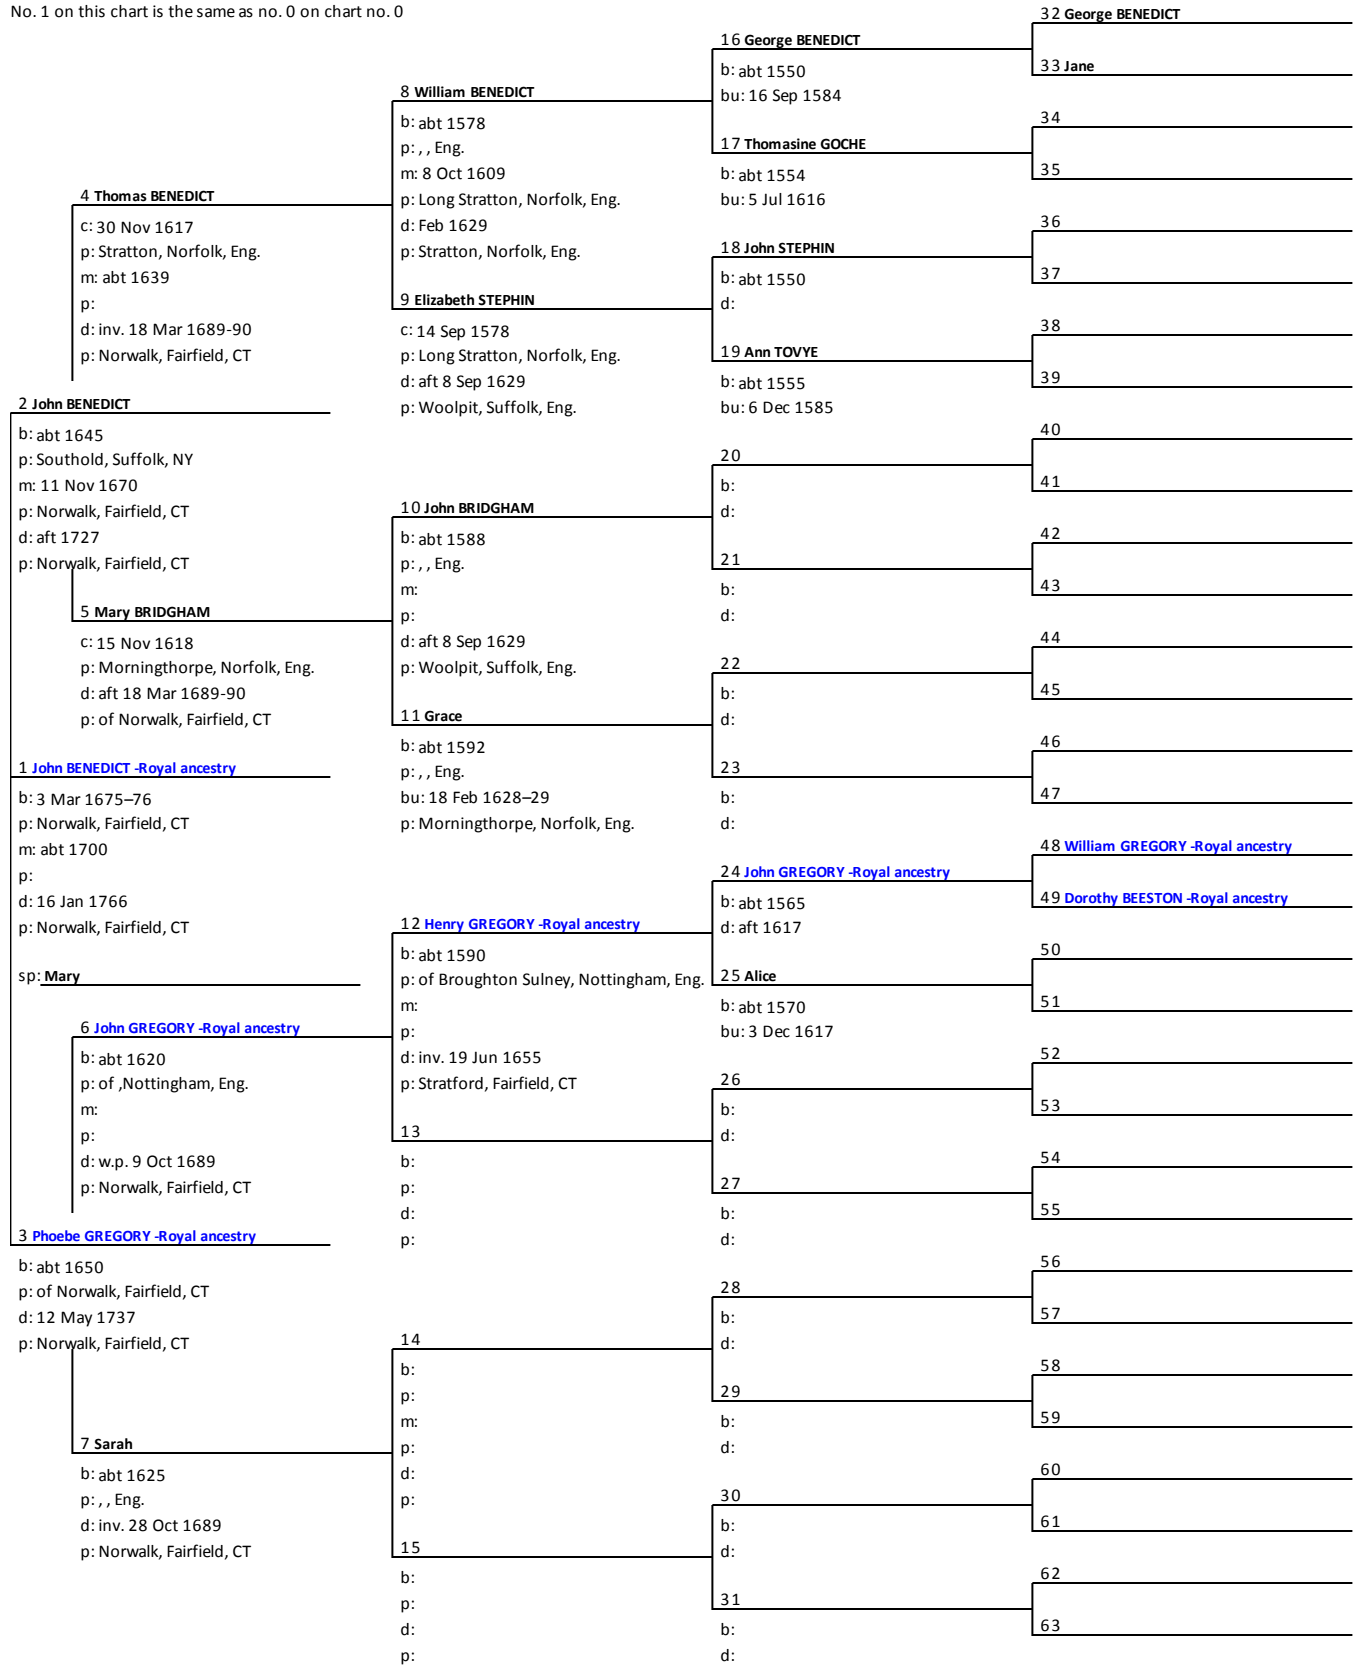 No. 1 on this chart is the same as no. 0 on chart no. 0
2 John BENEDICT
b: abt 1645
p: Southold, Suffolk, NY
m: 11 Nov 1670
p: Norwalk, Fairfield, CT
d: aft 1727
p: Norwalk, Fairfield, CT
1 John BENEDICT -Royal ancestry
b: 3 Mar 1675–76
p: Norwalk, Fairfield, CT
m: abt 1700
p:
d: 16 Jan 1766
p: Norwalk, Fairfield, CT
sp: Mary
3 Phoebe GREGORY -Royal ancestry
b: abt 1650
p: of Norwalk, Fairfield, CT
d: 12 May 1737
p: Norwalk, Fairfield, CT
4 Thomas BENEDICT
c: 30 Nov 1617
p: Stratton, Norfolk, Eng.
m: abt 1639
p:
d: inv. 18 Mar 1689-90
p: Norwalk, Fairfield, CT
5 Mary BRIDGHAM
c: 15 Nov 1618
p: Morningthorpe, Norfolk, Eng.
d: aft 18 Mar 1689-90
p: of Norwalk, Fairfield, CT
6 John GREGORY -Royal ancestry
b: abt 1620
p: of ,Nottingham, Eng.
m:
p:
d: w.p. 9 Oct 1689
p: Norwalk, Fairfield, CT
7 Sarah
b: abt 1625
p: , , Eng.
d: inv. 28 Oct 1689
p: Norwalk, Fairfield, CT
8 William BENEDICT
b: abt 1578
p: , , Eng.
m: 8 Oct 1609
p: Long Stratton, Norfolk, Eng.
d: Feb 1629
p: Stratton, Norfolk, Eng.
9 Elizabeth STEPHIN
c: 14 Sep 1578
p: Long Stratton, Norfolk, Eng.
d: aft 8 Sep 1629
p: Woolpit, Suffolk, Eng.
10 John BRIDGHAM
b: abt 1588
p: , , Eng.
m:
p:
d: aft 8 Sep 1629
p: Woolpit, Suffolk, Eng.
11 Grace
b: abt 1592
p: , , Eng.
bu: 18 Feb 1628–29
p: Morningthorpe, Norfolk, Eng.
12 Henry GREGORY -Royal ancestry
b: abt 1590
p: of Broughton Sulney, Nottingham, Eng.
m:
p:
d: inv. 19 Jun 1655
p: Stratford, Fairfield, CT
13
b:
p:
d:
p:
14
b:
p:
m:
p:
d:
p:
15
b:
p:
d:
p:
16 George BENEDICT
b: abt 1550
bu: 16 Sep 1584
17 Thomasine GOCHE
b: abt 1554
bu: 5 Jul 1616
18 John STEPHIN
b: abt 1550
d:
19 Ann TOVYE
b: abt 1555
bu: 6 Dec 1585
20
b:
d:
21
b:
d:
22
b:
d:
23
b:
d:
24 John GREGORY -Royal ancestry
b: abt 1565
d: aft 1617
25 Alice
b: abt 1570
bu: 3 Dec 1617
26
b:
d:
27
b:
d:
28
b:
d:
29
b:
d:
30
b:
d:
31
b:
d:
32 George BENEDICT
33 Jane
34
35
36
37
38
39
40
41
42
43
44
45
46
47
48 William GREGORY -Royal ancestry
49 Dorothy BEESTON -Royal ancestry
50
51
52
53
54
55
56
57
58
59
60
61
62
63